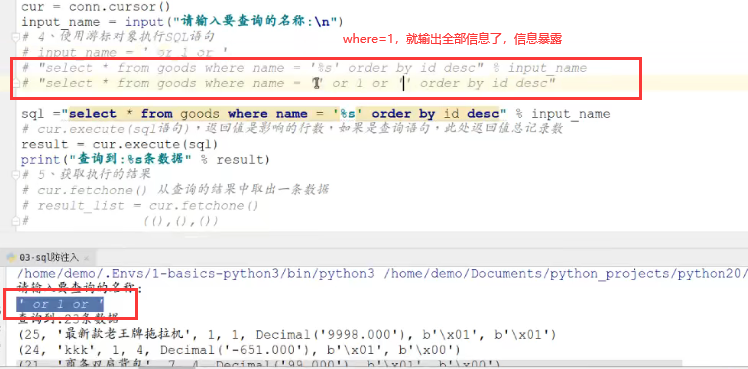 cur = conn.cursor()
input_name = input("请输入要查询的名称:\n")
# 4、使用游标对象执行SQL语句
where=1，就输出全部信息了，信息暴露
# input_name = ' or 1 or '
# "select * from goods where name = '%s' order by id desc" % input_name
# "select * from goods where name = '' or 1 or '' order by id desc"
sql ="select * from goods where name = '%s' order by id desc" % input_name
# cur.execute(sql语句)，返回值是影响的行数，如果是查询语句，此处返回值总记录数
result = cur.execute(sql)
print("查询到:%s条数据" % result)
# 5、获取执行的结果
# cur.fetchone() 从查询的结果中取出一条数据
# result_list = cur.fetchone()
# ((),(),())
03-sql防注入
/home/demo/.Envs/1-basics-python3/bin/python3 /home/demo/Documents/python_projects/python20/
请输入要查询的名称:
' or 1 or '
查询到:23条数据
(25, '最新款老王牌拖拉机', 1, 1, Decimal('9998.000'), b'\x01', b'\x01')
(24, 'kkk', 1, 4, Decimal('-651.000'), b'\x01', b'\x00')